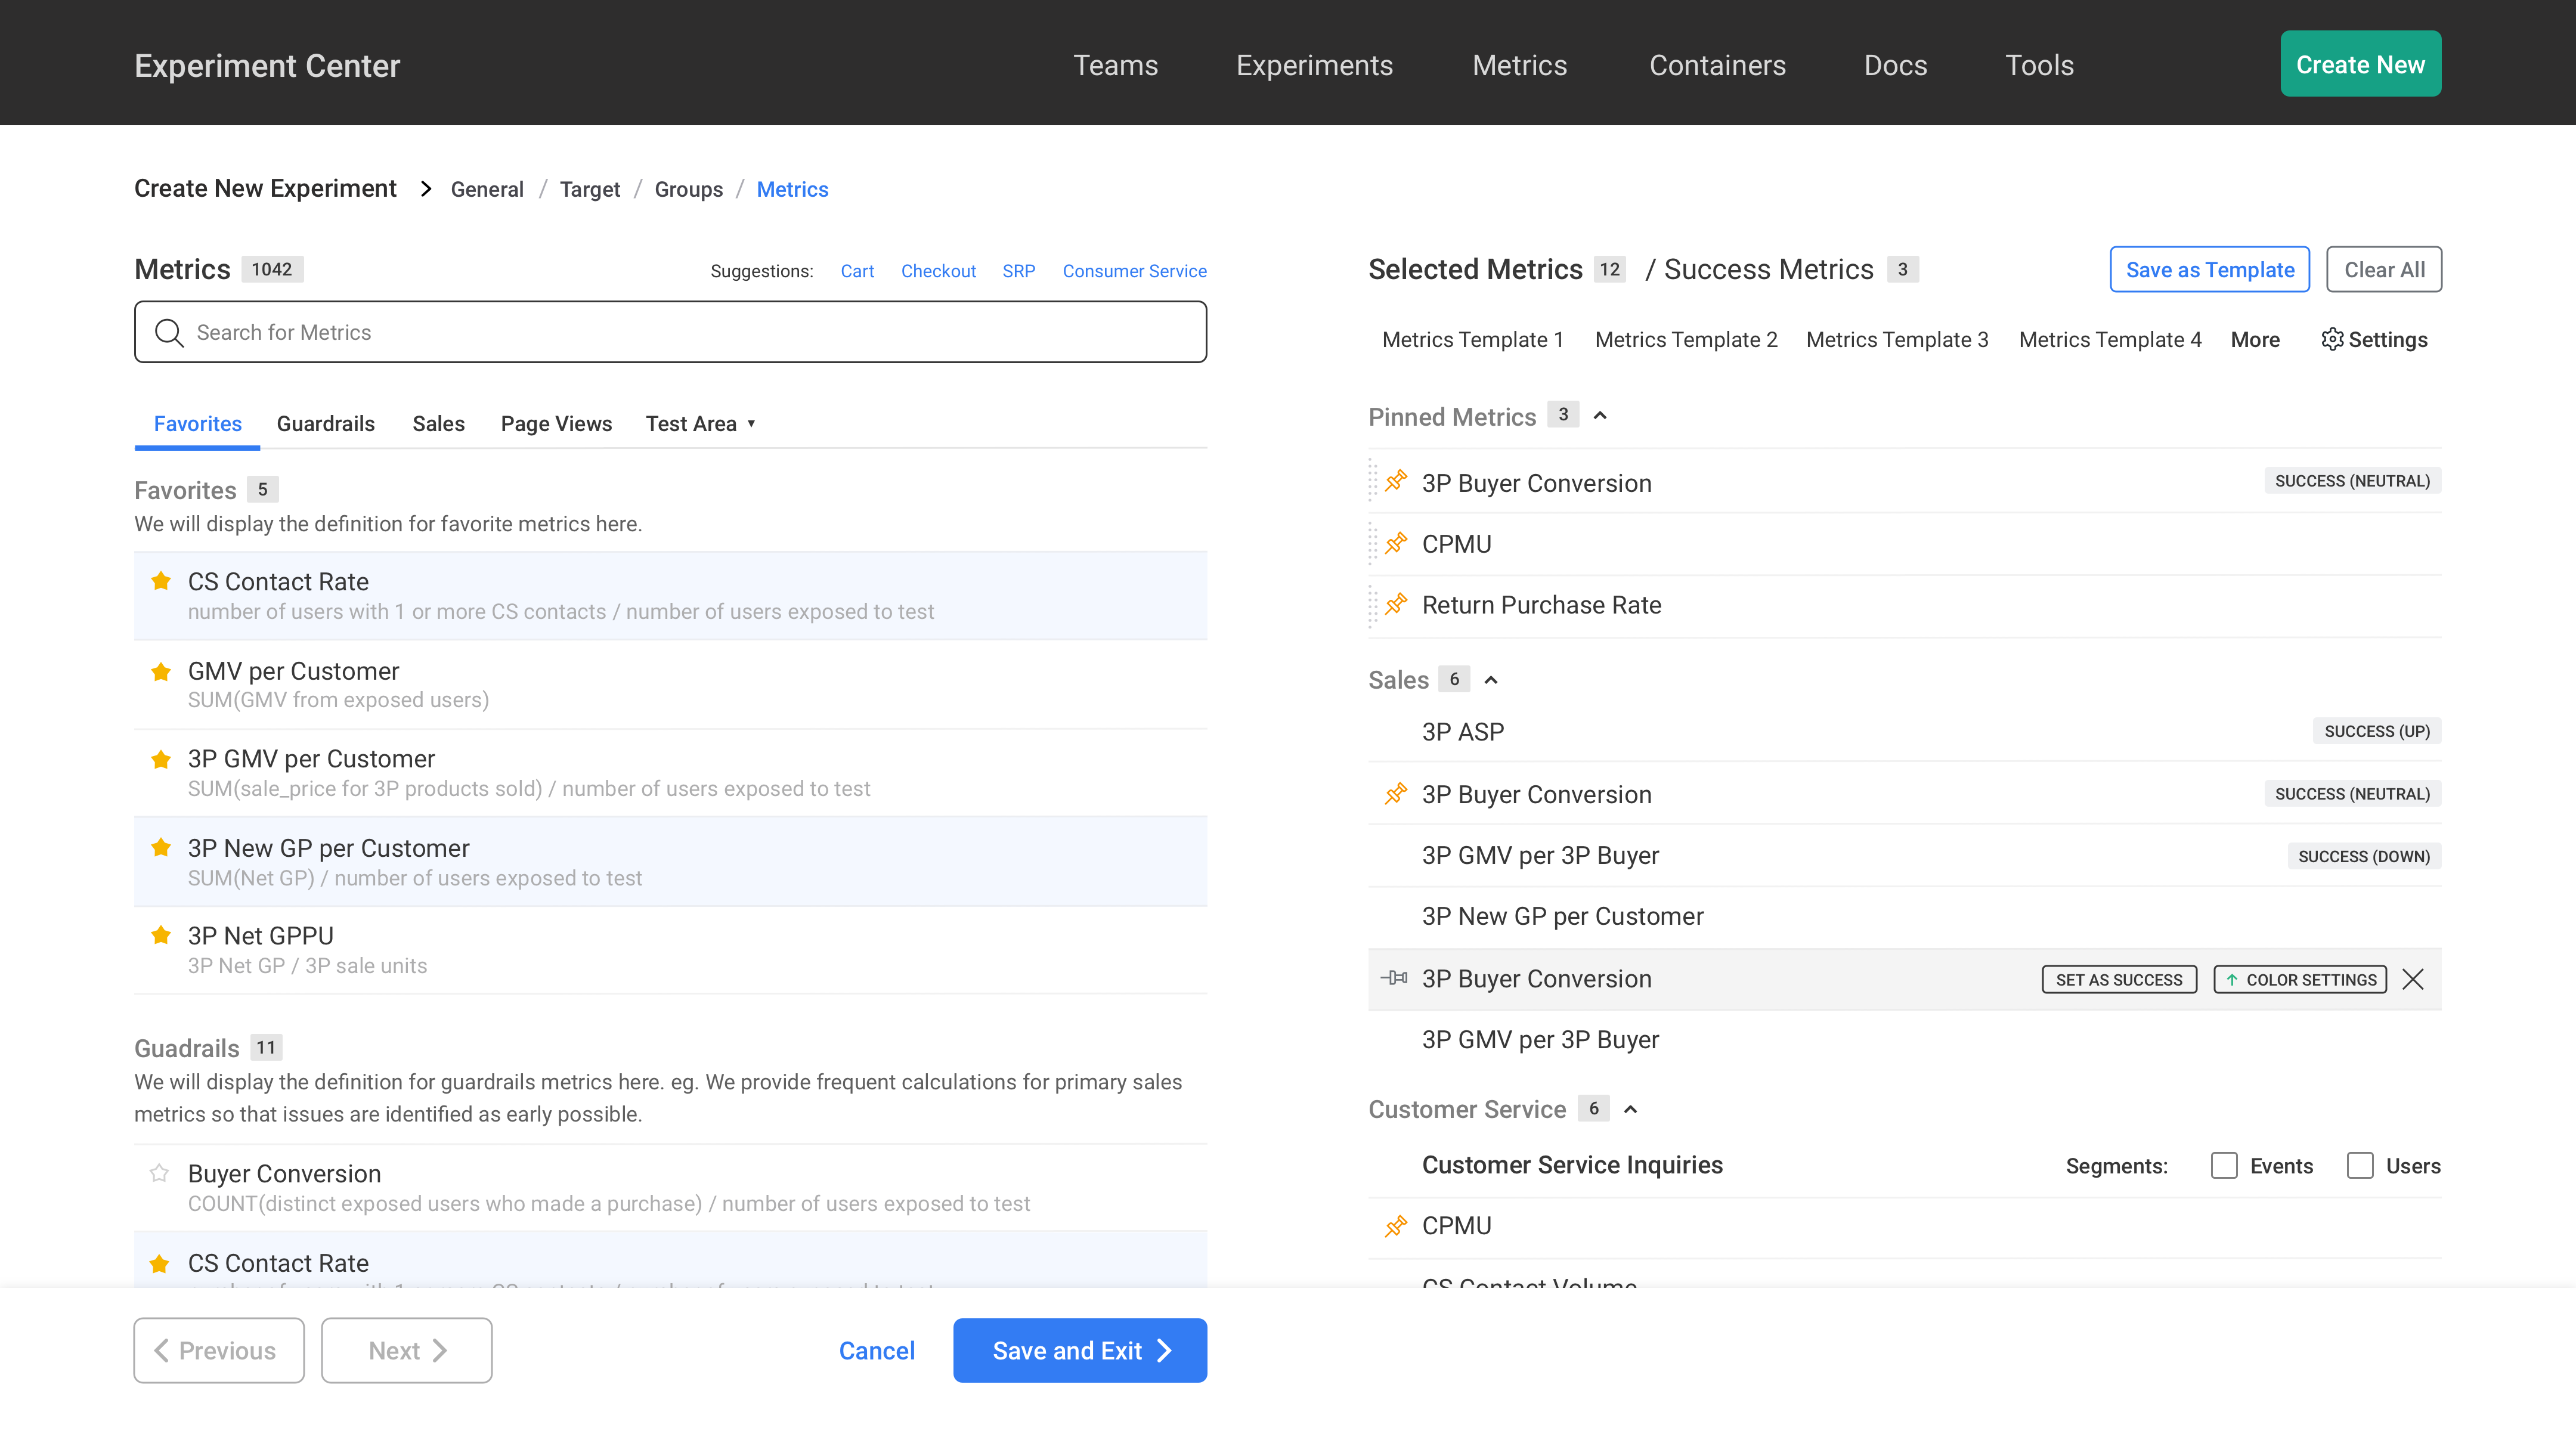 Experiment Center
Teams
Experiments
Metrics
Containers
Docs
Tools
Create New
Create New Experiment > General / Target / Groups / Metrics
Metrics 1042
Suggestions: Cart Checkout SRP Consumer Service
Search for Metrics
Favorites Guardrails Sales Page Views Test Area
Favorites 5
We will display the definition for favorite metrics here.
CS Contact Rate
number of users with 1 or more CS contacts / number of users exposed to test
GMV per Customer
SUM(GMV from exposed users)
3P GMV per Customer
SUM(sale_price for 3P products sold) / number of users exposed to test
3P New GP per Customer
SUM(Net GP) / number of users exposed to test
3P Net GPPU
3P Net GP / 3P sale units
Guadrails 11
We will display the definition for guardrails metrics here. eg. We provide frequent calculations for primary sales
metrics so that issues are identified as early possible.
Buyer Conversion
COUNT(distinct exposed users who made a purchase) / number of users exposed to test
CS Contact Rate
Previous
Next
Cancel
Save and Exit
Selected Metrics 12 / Success Metrics 3
Save as Template
Clear All
Metrics Template 1 Metrics Template 2 Metrics Template 3 Metrics Template 4 More Settings
Pinned Metrics 3
3P Buyer Conversion SUCCESS (NEUTRAL)
CPMU
Return Purchase Rate
Sales 6
3P ASP SUCCESS (UP)
3P Buyer Conversion SUCCESS (NEUTRAL)
3P GMV per 3P Buyer SUCCESS (DOWN)
3P New GP per Customer
3P Buyer Conversion SET AS SUCCESS COLOR SETTINGS
3P GMV per 3P Buyer
Customer Service 6
Customer Service Inquiries Segments: Events Users
CPMU
CS Contact Volume